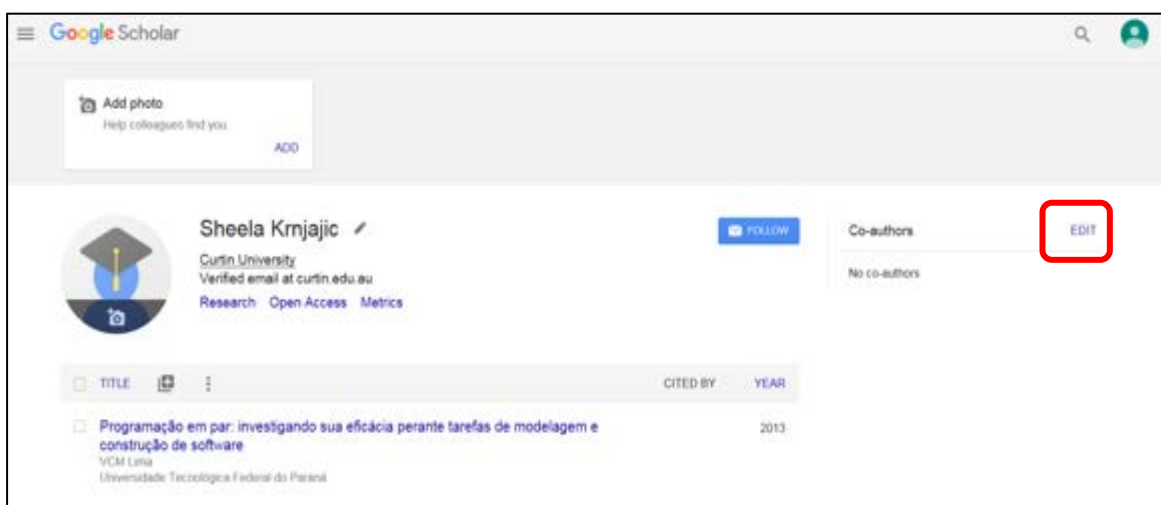 Google Scholar
Add photo
Help colleagues find you.
ADD
Sheela Krnjajic
FOLLOW
Curtin University
Verified email at curtin.edu.au
Research Open Access Metrics
Co-authors EDIT
No co-authors
TITLE CITED BY YEAR
Programação em par: investigando sua eficácia perante tarefas de modelagem e 2013
construção de software
VCM Lima
Universidade Tecnológica Federal do Paraná